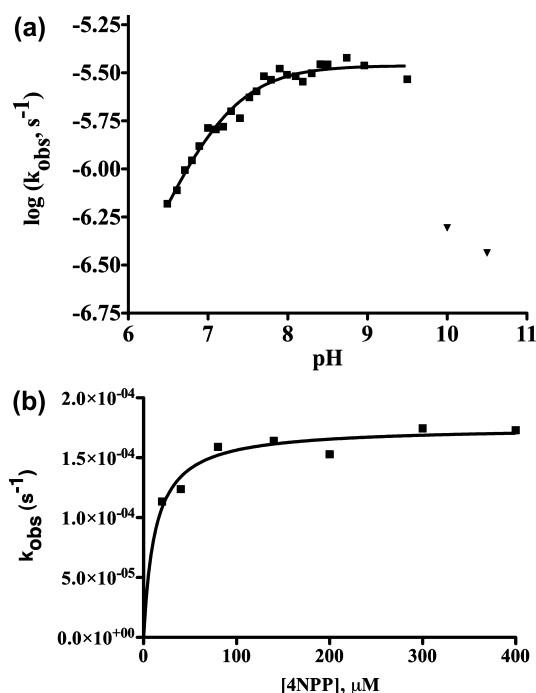 (a)
-5.25
-5.50
-5.75
-6.00
-6.25
-6.50
-6.75
log (k_obs, s^-1)
6 7 8 9 10 11
pH
(b)
2.0×10^-04
1.5×10^-04
1.0×10^-04
5.0×10^-05
0.0×10^+00
k_obs (s^-1)
0 100 200 300 400
[4NPP], μM